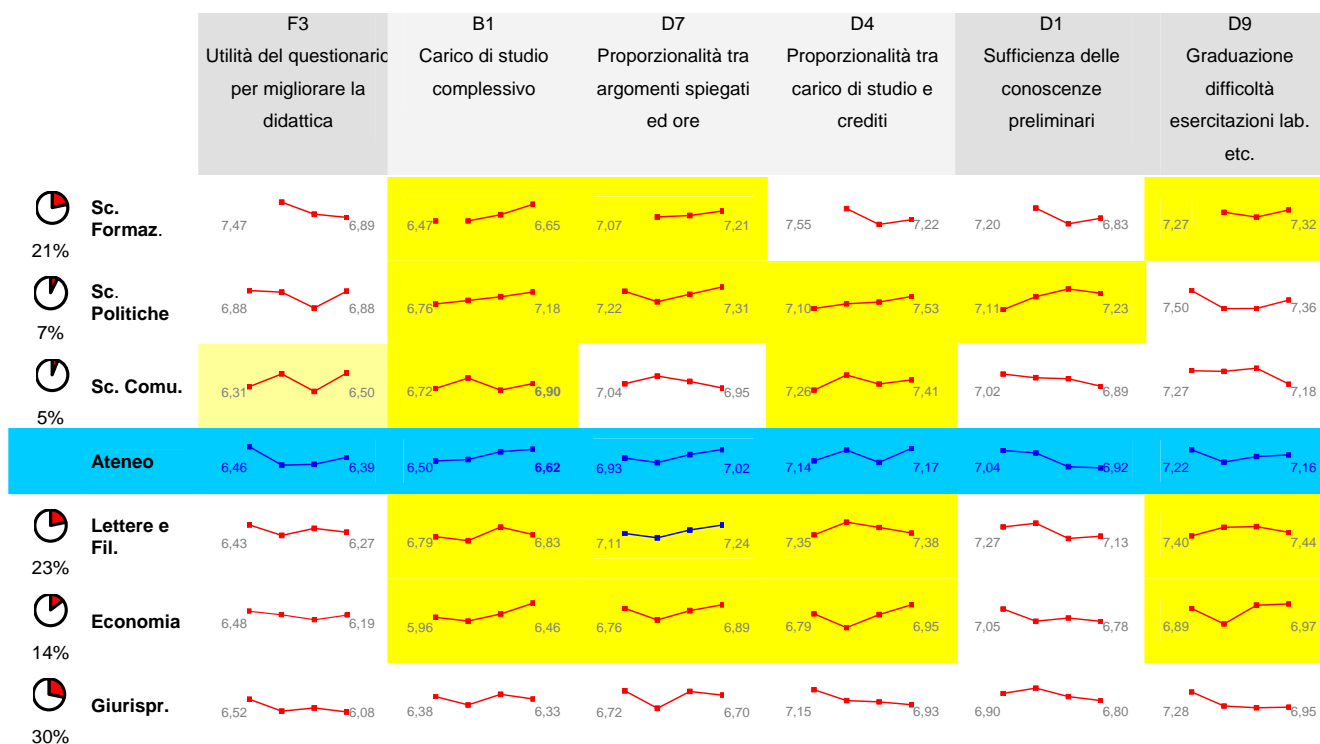 F3 B1 D7 D4 D1 D9
Utilità del questionario Carico di studio Proporzionalità tra Proporzionalità tra Sufficienza delle Graduazione
per migliorare la complessivo argomenti spiegati carico di studio e conoscenze difficoltà
didattica ed ore crediti preliminari esercitazioni lab.
etc.
Sc.
Formaz.
7,47 6,89 6,47 6,65 7,07 7,21 7,55 7,22 7,20 6,83 7,27 7,32
21%
Sc.
Politiche
6,88 6,88 6,76 7,18 7,22 7,31 7,10 7,53 7,11 7,23 7,50 7,36
7%
Sc. Comu.
6,31 6,50 6,72 6,90 7,04 6,95 7,26 7,41 7,02 6,89 7,27 7,18
5%
Ateneo
6,46 6,39 6,50 6,62 6,93 7,02 7,14 7,17 7,04 6,92 7,22 7,16
Lettere e
Fil.
6,43 6,27 6,79 6,83 7,11 7,24 7,35 7,38 7,27 7,13 7,40 7,44
23%
Economia
6,48 6,19 5,96 6,46 6,76 6,89 6,79 6,95 7,05 6,78 6,89 6,97
14%
Giurispr.
6,52 6,08 6,38 6,33 6,72 6,70 7,15 6,93 6,90 6,80 7,28 6,95
30%